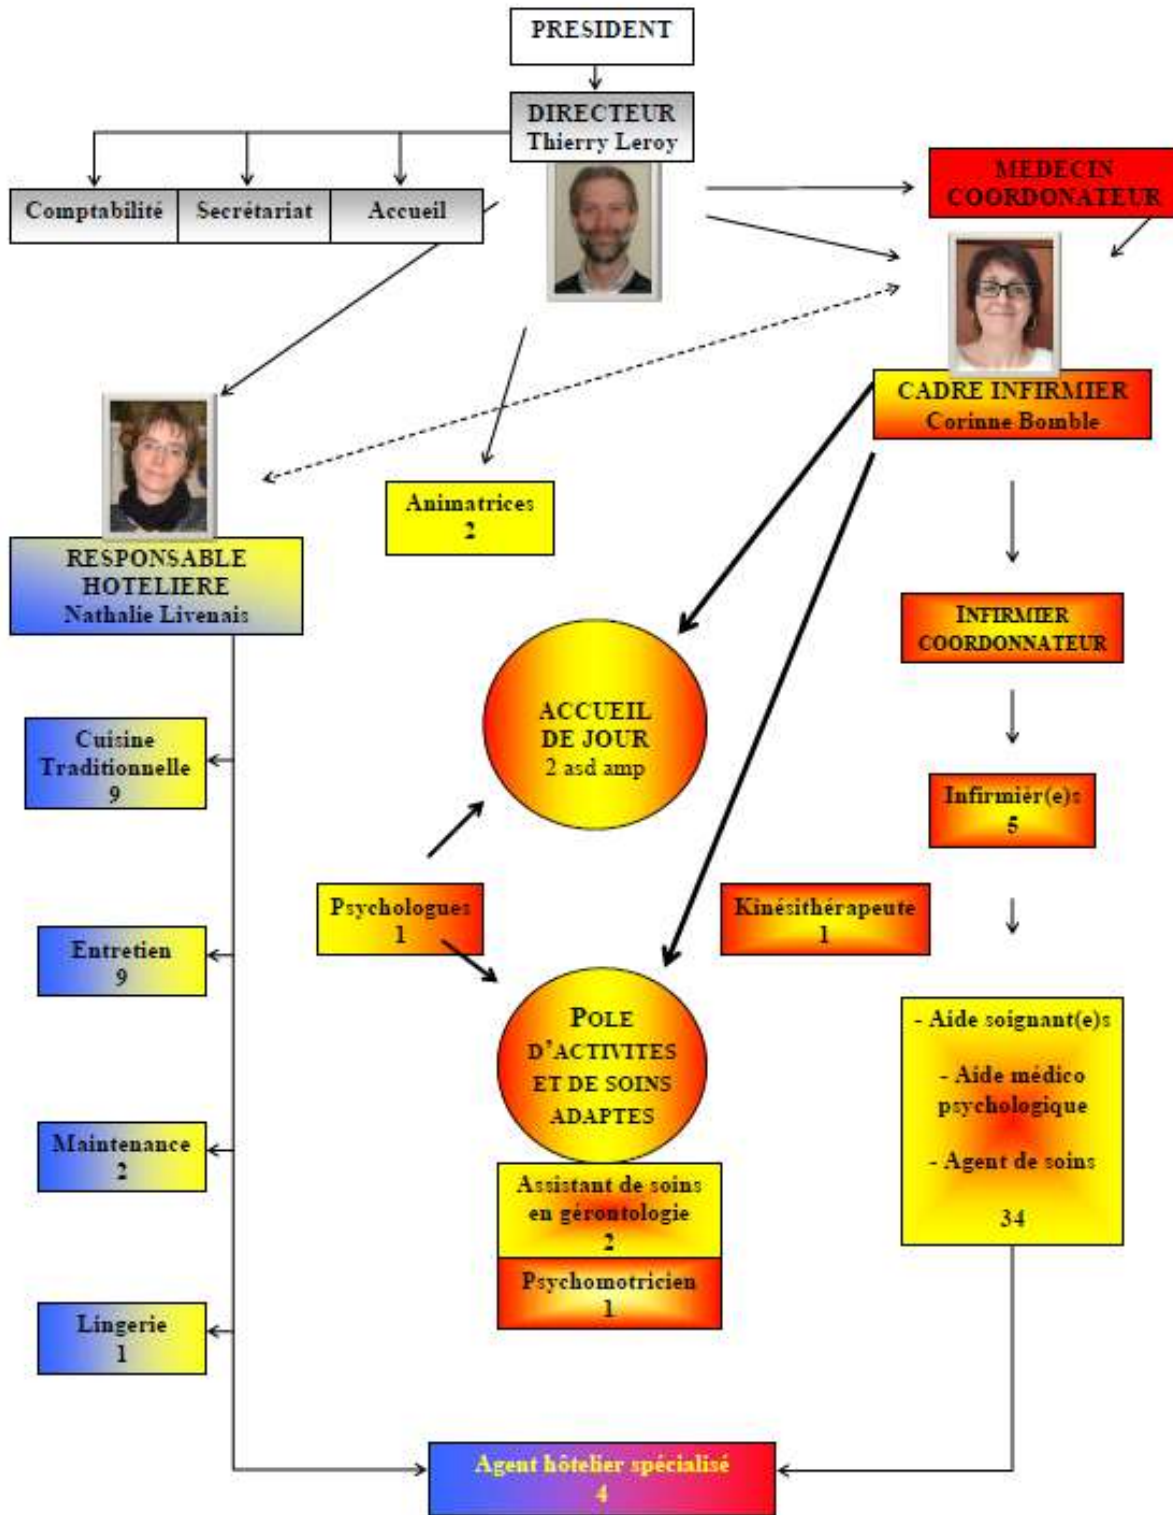 PRESIDENT
DIRECTEUR
Thierry Leroy
Comptabilité
Secrétariat
Accueil
MEDECIN
COORDONATEUR
CADRE INFIRMIER
Corinne Bomble
Animatrices
2
RESPONSABLE
HOTELIERE
Nathalie Livenais
INFIRMIER
COORDONNATEUR
ACCUEIL
DE JOUR
2 asd amp
Cuisine
Traditionnelle
9
Infirmiér(e)s
5
Psychologues
1
Kinésithérapeute
1
Entretien
9
POLE
D’ACTIVITES
ET DE SOINS
ADAPTES
- Aide soignant(e)s
- Aide médico
psychologique
- Agent de soins
34
Maintenance
2
Assistant de soins
en gérontologie
2
Psychomotricien
1
Lingerie
1
Agent hôtelier spécialisé
4